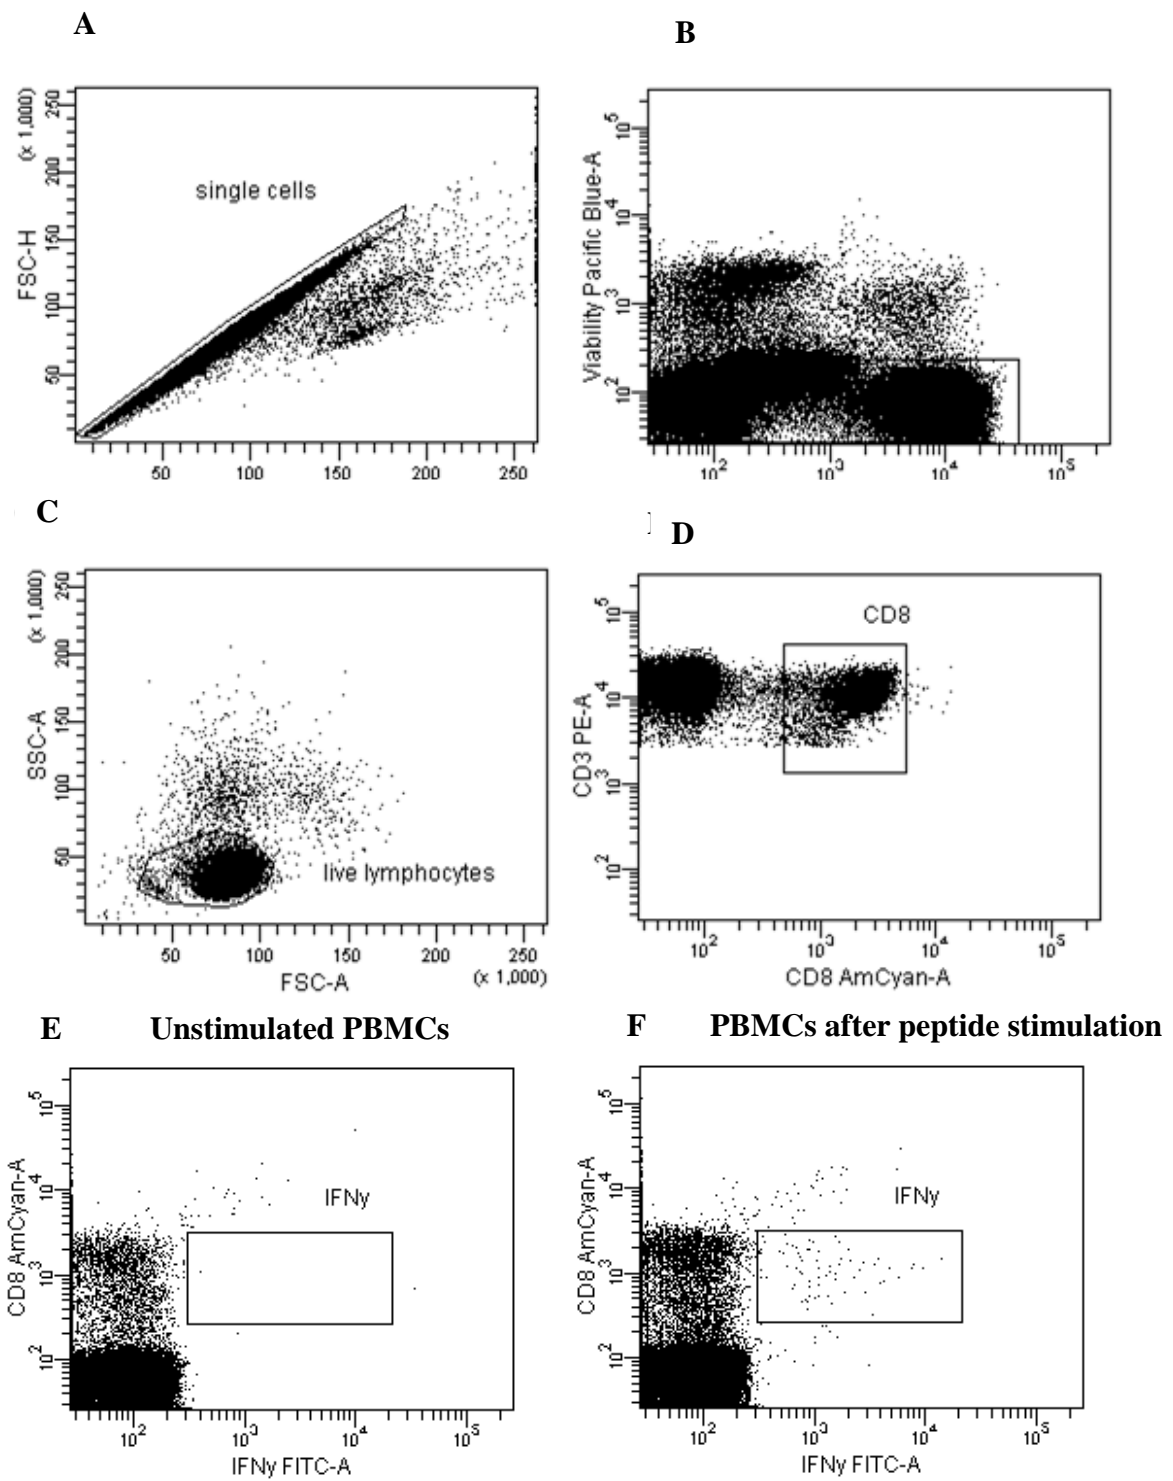 A
B
(x 1,000)
250
200
150
100
50
FSC-H
single cells
50
100
150
200
250
Viability Pacific Blue-A
10^5
10^4
10^3
10^2
10^2
10^3
10^4
10^5
C
D
(x 1,000)
250
200
150
100
50
SSC-A
live lymphocytes
50
100
150
200
250
FSC-A
(x 1,000)
CD8
CD3 PE-A
10^5
10^4
10^3
10^2
10^2
10^3
10^4
10^5
CD8 AmCyan-A
E Unstimulated PBMCs
F PBMCs after peptide stimulation
CD8 AmCyan-A
10^5
10^4
10^3
10^2
IFNy
10^2
10^3
10^4
10^5
IFNy FITC-A
CD8 AmCyan-A
10^5
10^4
10^3
10^2
IFNy
10^2
10^3
10^4
10^5
IFNy FITC-A